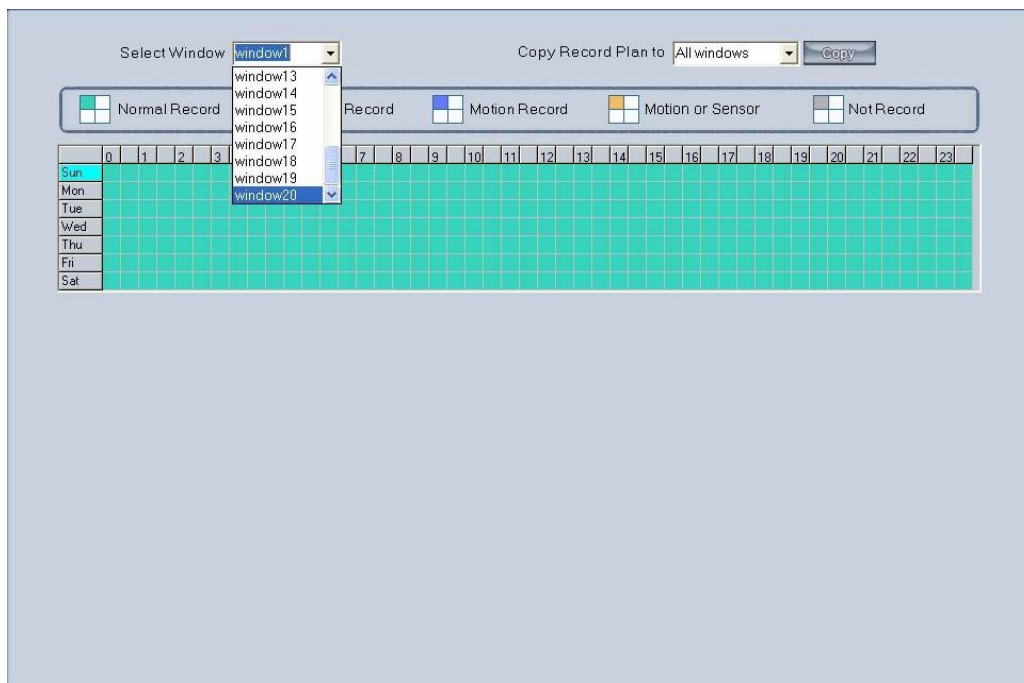 Select Window window1 Copy Record Plan to All windows Copy
window13
window14
window15
window16
window17
window18
window19
window20
Normal Record Record Motion Record Motion or Sensor Not Record
0 1 2 3 7 8 9 10 11 12 13 14 15 16 17 18 19 20 21 22 23
Sun
Mon
Tue
Wed
Thu
Fri
Sat